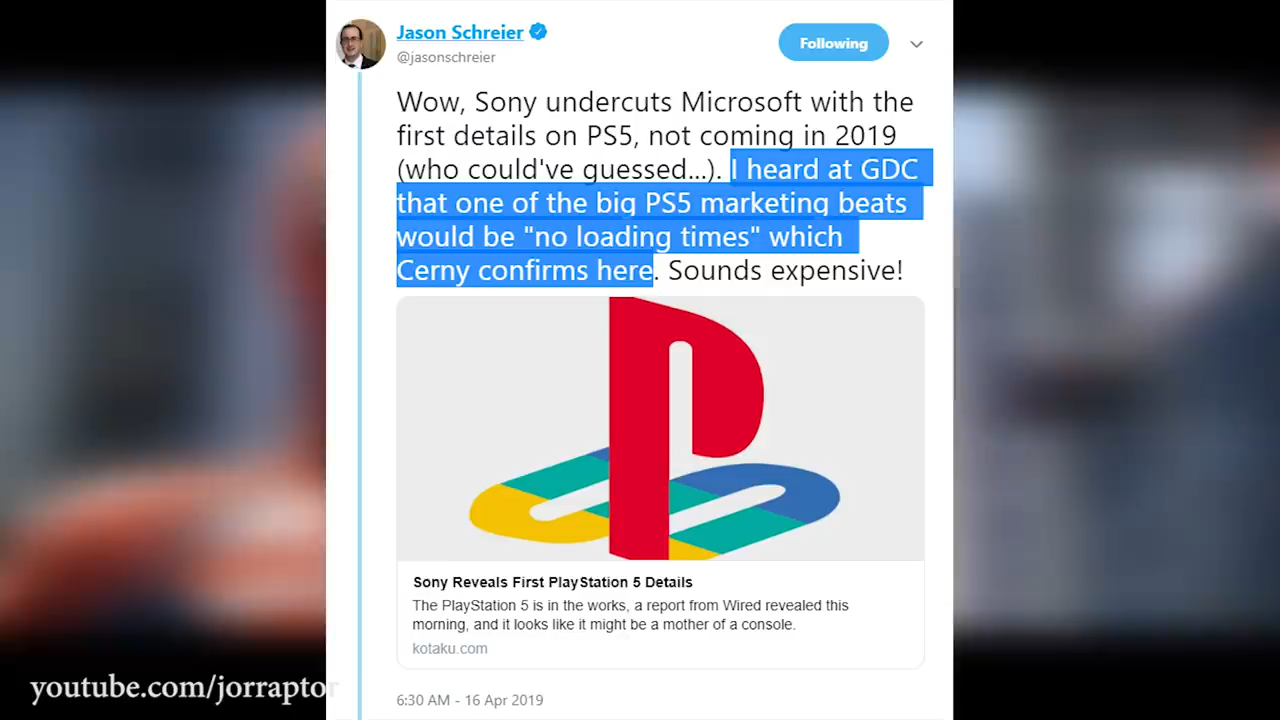 Jason Schreier
Following
@jasonschreier
Wow, Sony undercuts Microsoft with the
first details on PS5, not coming in 2019
(who could've guessed...). I heard at GDC
that one of the big PS5 marketing beats
would be "no loading times" which
Cerny confirms here. Sounds expensive!
Sony Reveals First PlayStation 5 Details
The PlayStation 5 is in the works, a report from Wired revealed this
morning, and it looks like it might be a mother of a console.
kotaku.com
youtube.com/jorraptor
6:30 AM - 16 Apr 2019